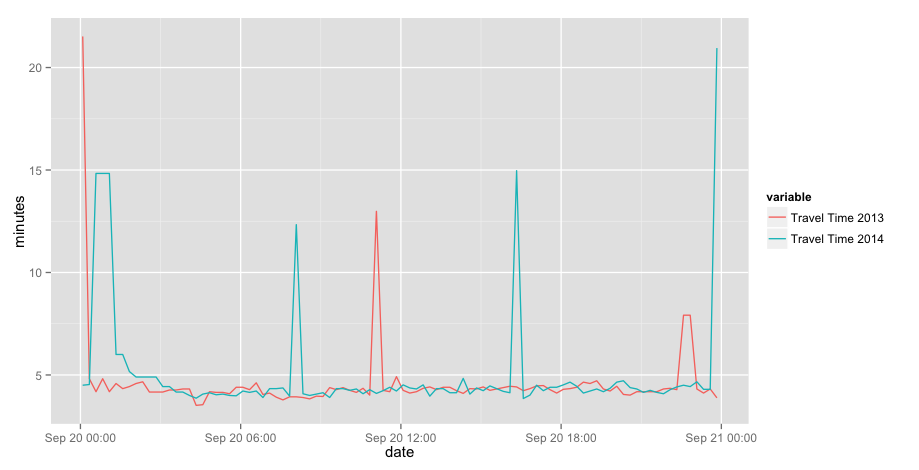 20
15
10
5
minutes
Sep 20 00:00
Sep 20 06:00
Sep 20 12:00
Sep 20 18:00
Sep 21 00:00
date
variable
Travel Time 2013
Travel Time 2014